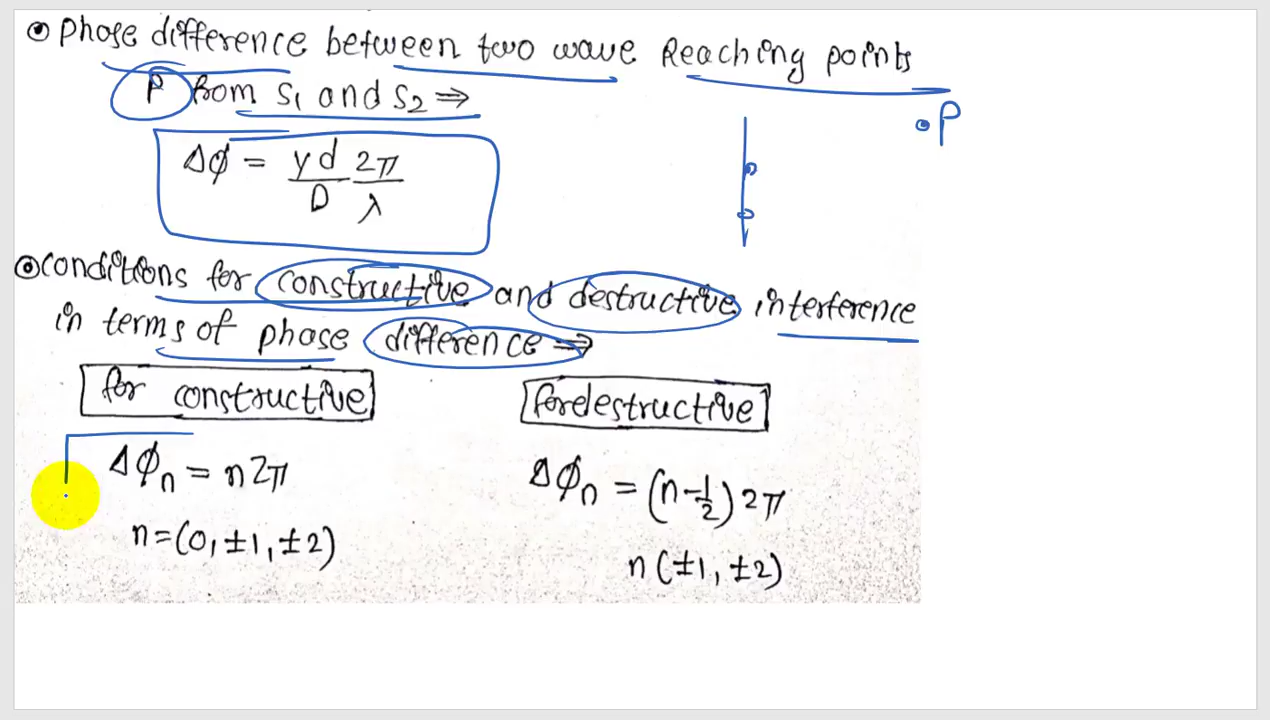 phase difference between two wave Reaching points
P from S1 and S2 ⇒
P
Δϕ = yd/D 2π/λ
conditions for constructive and destructive interference
in terms of phase difference ⇒
for constructive
fordestructive
Δϕn = n2π
Δϕn = (n-1/2) 2π
n=(0, ±1, ±2)
n(±1, ±2)